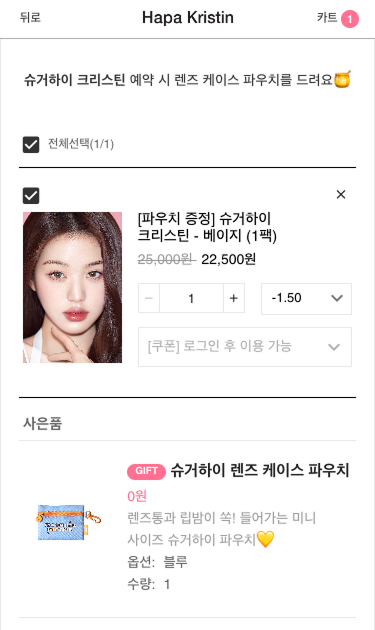 뒤로
Hapa Kristin
카트 1
슈거하이 크리스틴 예약 시 렌즈 케이스 파우치를 드려요🍯
전체선택(1/1)
[파우치 증정] 슈거하이
크리스틴 - 베이지 (1팩)
25,000원 22,500원
1
-1.50
[쿠폰] 로그인 후 이용 가능
사은품
GIFT 슈거하이 렌즈 케이스 파우치
0원
렌즈통과 립밤이 쏙! 들어가는 미니
사이즈 슈거하이 파우치💛
옵션: 블루
수량: 1